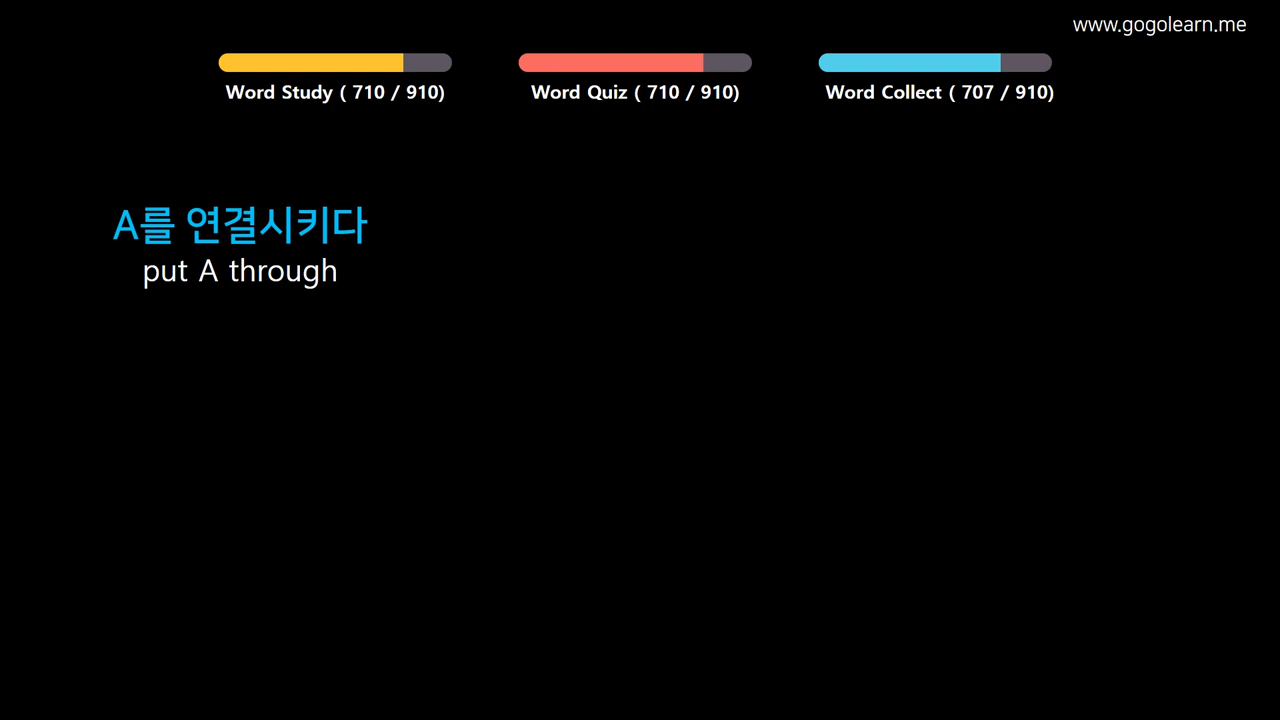 www.gogolearn.me
Word Study ( 710 / 910)
Word Quiz ( 710 / 910)
Word Collect ( 707 / 910)
A를 연결시키다
put A through